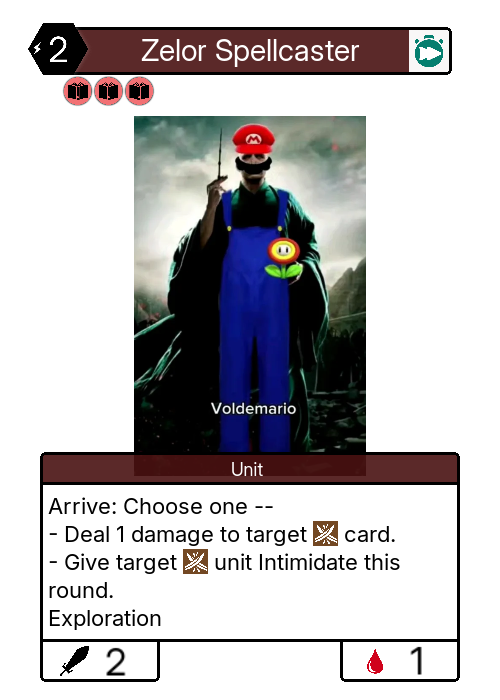 2
Zelor Spellcaster
Voldemario
Unit
Arrive: Choose one --
- Deal 1 damage to target card.
- Give target unit Intimidate this
round.
Exploration
2
1